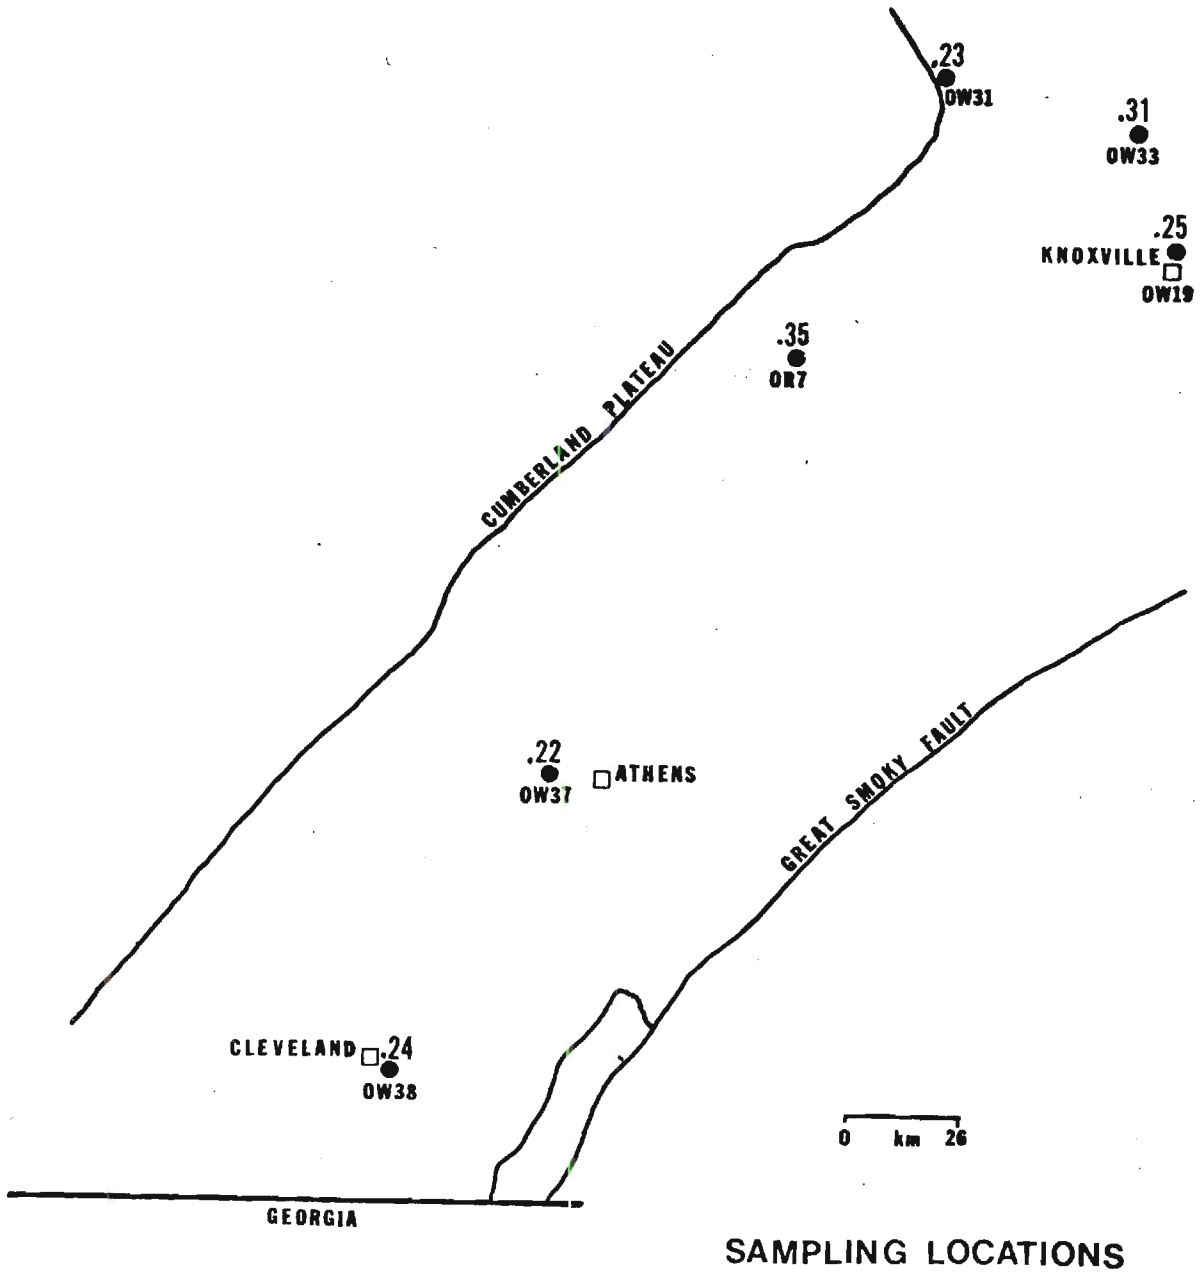 .23
OW31
.31
OW33
.25
KNOXVILLE
OW19
.35
OR7
CUMBERLAND PLATEAU
.22
OW37
ATHENS
GREAT SMOKY FAULT
CLEVELAND
.24
OW38
0 km 26
GEORGIA
SAMPLING LOCATIONS